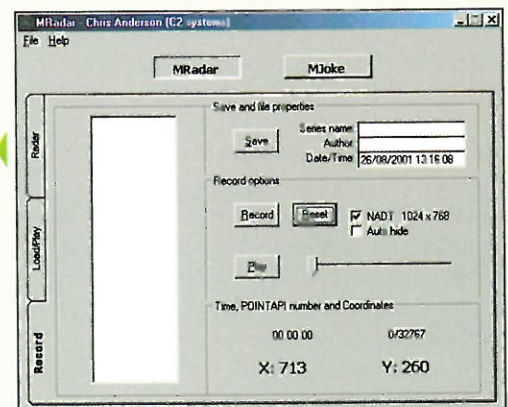 MRadar - Chris Anderson (C2 systems)
File Help
MRadar MJoke
Radar
Load/Play
Record
Save and file properties
Save
Series name:
Author:
Date/Time: 26/08/2001 13:16:08
Record options
Record Reset NADT 1024 x 768
Auto hide
Play
Time, POINTAPI number and Coordinates
00:00:00 0/32767
X: 713 Y: 260